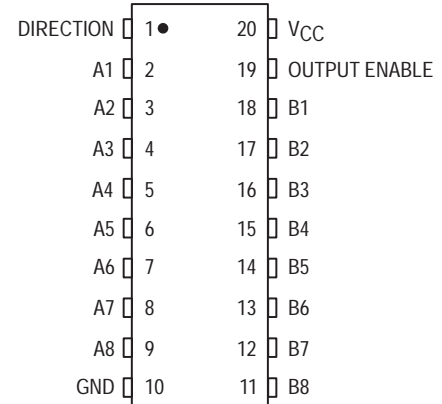 DIRECTION 1 20 VCC
A1 2 19 OUTPUT ENABLE
A2 3 18 B1
A3 4 17 B2
A4 5 16 B3
A5 6 15 B4
A6 7 14 B5
A7 8 13 B6
A8 9 12 B7
GND 10 11 B8